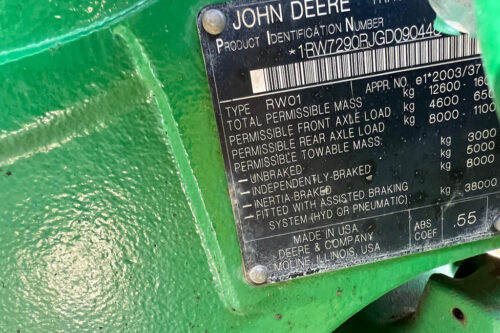 JOHN DEERE
PRODUCT IDENTIFICATION NUMBER
*1RW7290RJGD09044
TYPE RW01 APPR. NO e1*2003/37
TOTAL PERMISSIBLE MASS kg 12600 -
PERMISSIBLE FRONT AXLE LOAD kg 4600 -
PERMISSIBLE REAR AXLE LOAD kg 8000 -
PERMISSIBLE TOWABLE MASS:
-UNBRAKED kg 3000
-INDEPENDENTLY-BRAKED kg 5000
-INERTIA-BRAKED kg 8000
-FITTED WITH ASSISTED BRAKING
SYSTEM (HYD OR PNEUMATIC) kg 38000
MADE IN USA
DEERE & COMPANY
MOLINE, ILLINOIS, USA
ABS COEF .55